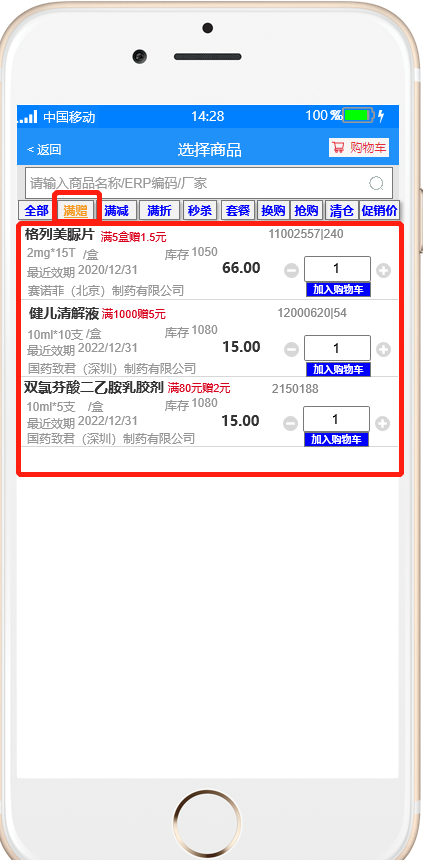 中国移动 14:28 100 %
< 返回 选择商品 购物车
请输入商品名称/ERP编码/厂家
全部 满赠 满减 满折 秒杀 套餐 换购 抢购 清仓 促销价
格列美脲片 满5盒赠1.5元 11002557|240
2mg*15T /盒 库存 1050
最近效期 2020/12/31 66.00 1
赛诺菲（北京）制药有限公司 加入购物车
健儿清解液 满1000赠5元 12000620|54
10ml*10支 /盒 库存 1080
最近效期 2022/12/31 15.00 1
国药致君（深圳）制药有限公司 加入购物车
双氯芬酸二乙胺乳胶剂 满80元赠2元 2150188
10ml*5支 /盒 库存 1080
最近效期 2022/12/31 15.00 1
国药致君（深圳）制药有限公司 加入购物车